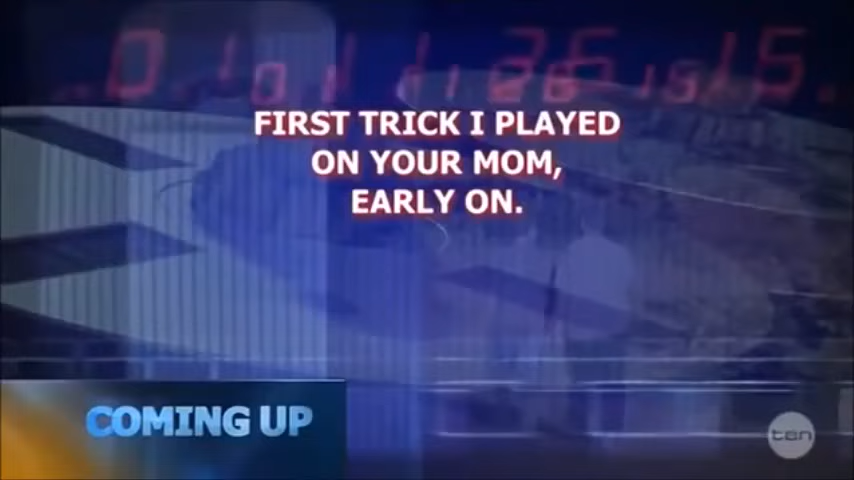 FIRST TRICK I PLAYED
ON YOUR MOM,
EARLY ON.
COMING UP
ten